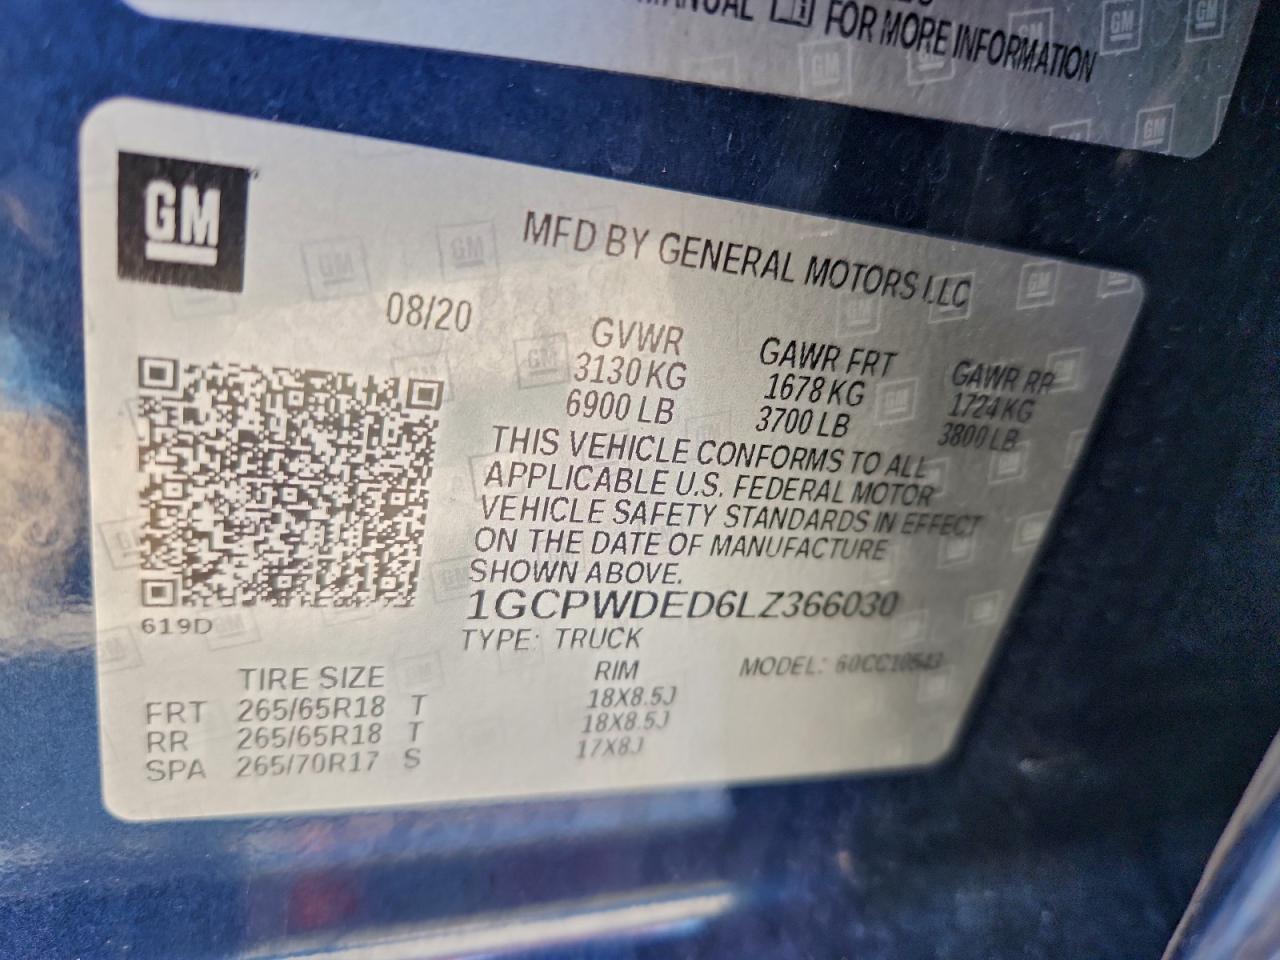 FOR MORE INFORMATION
GM
MFD BY GENERAL MOTORS LLC
08/20
GVWR GAWR FRT GAWR RR
3130 KG 1678 KG 1724 KG
6900 LB 3700 LB 3800 LB
THIS VEHICLE CONFORMS TO ALL
APPLICABLE U.S. FEDERAL MOTOR
VEHICLE SAFETY STANDARDS IN EFFECT
ON THE DATE OF MANUFACTURE
SHOWN ABOVE.
1GCPWDED6LZ366030
619D
TYPE: TRUCK
MODEL:
TIRE SIZE RIM
FRT 265/65R18 T 18X8.5J
RR 265/65R18 T 18X8.5J
SPA 265/70R17 S 17X8J